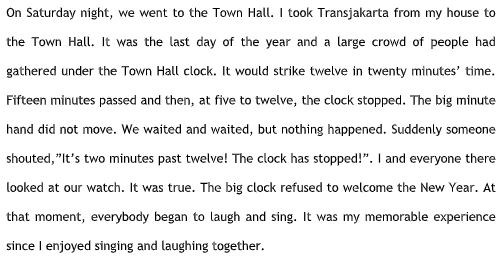 On Saturday night, we went to the Town Hall. I took Transjakarta from my house to
the Town Hall. It was the last day of the year and a large crowd of people had
gathered under the Town Hall clock. It would strike twelve in twenty minutes’ time.
Fifteen minutes passed and then, at five to twelve, the clock stopped. The big minute
hand did not move. We waited and waited, but nothing happened. Suddenly someone
shouted,”It’s two minutes past twelve! The clock has stopped!”. I and everyone there
looked at our watch. It was true. The big clock refused to welcome the New Year. At
that moment, everybody began to laugh and sing. It was my memorable experience
since I enjoyed singing and laughing together.